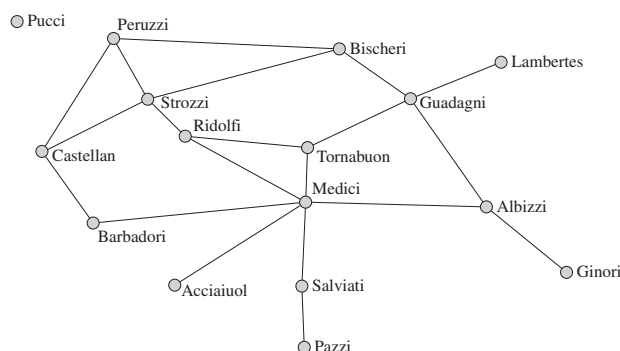 Pucci
Peruzzi
Bischeri
Lambertes
Strozzi
Guadagni
Ridolfi
Castellan
Tornabuon
Medici
Albizzi
Barbadori
Ginori
Acciaiuol
Salviati
Pazzi